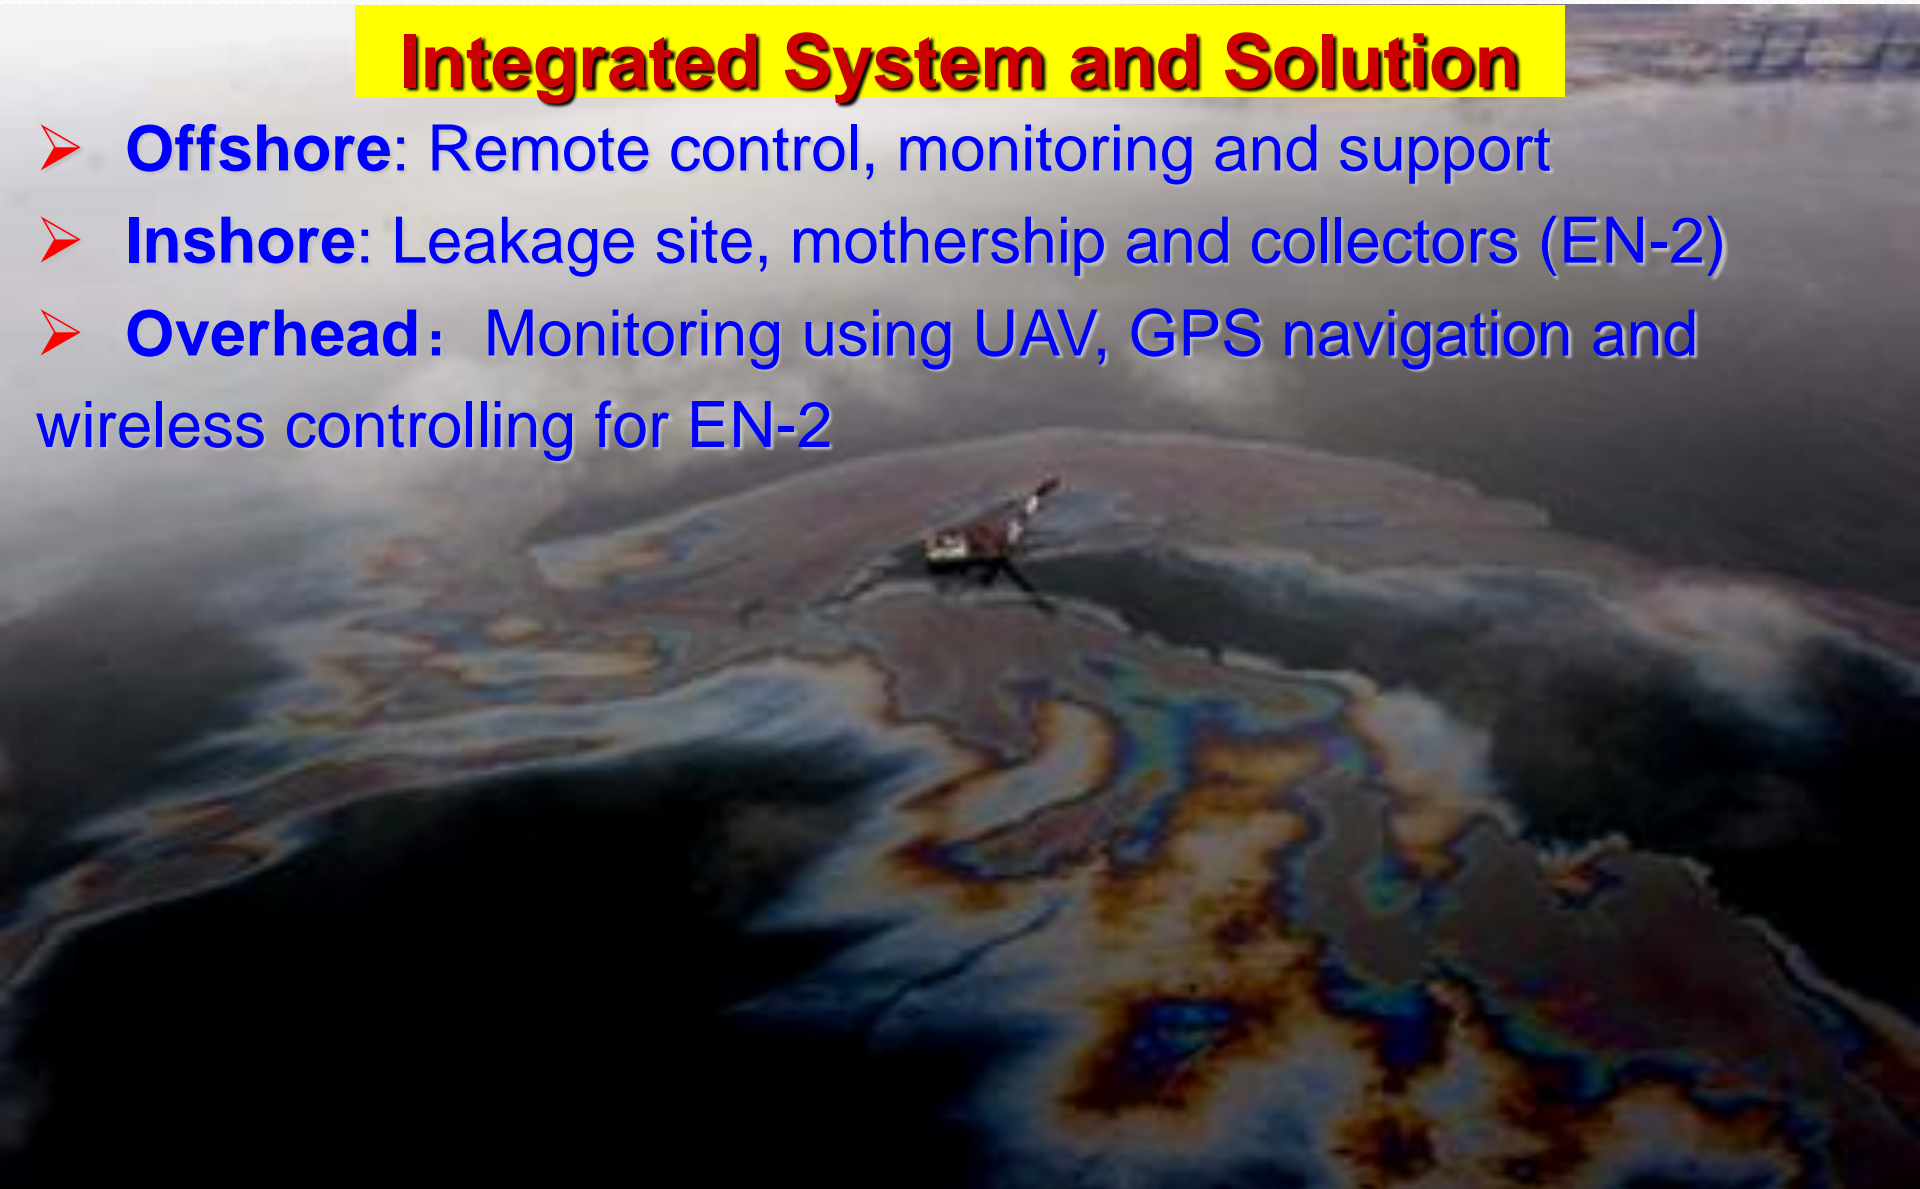 Integrated System and Solution
➢ Offshore: Remote control, monitoring and support
➢ Inshore: Leakage site, mothership and collectors (EN-2)
➢ Overhead：Monitoring using UAV, GPS navigation and
wireless controlling for EN-2